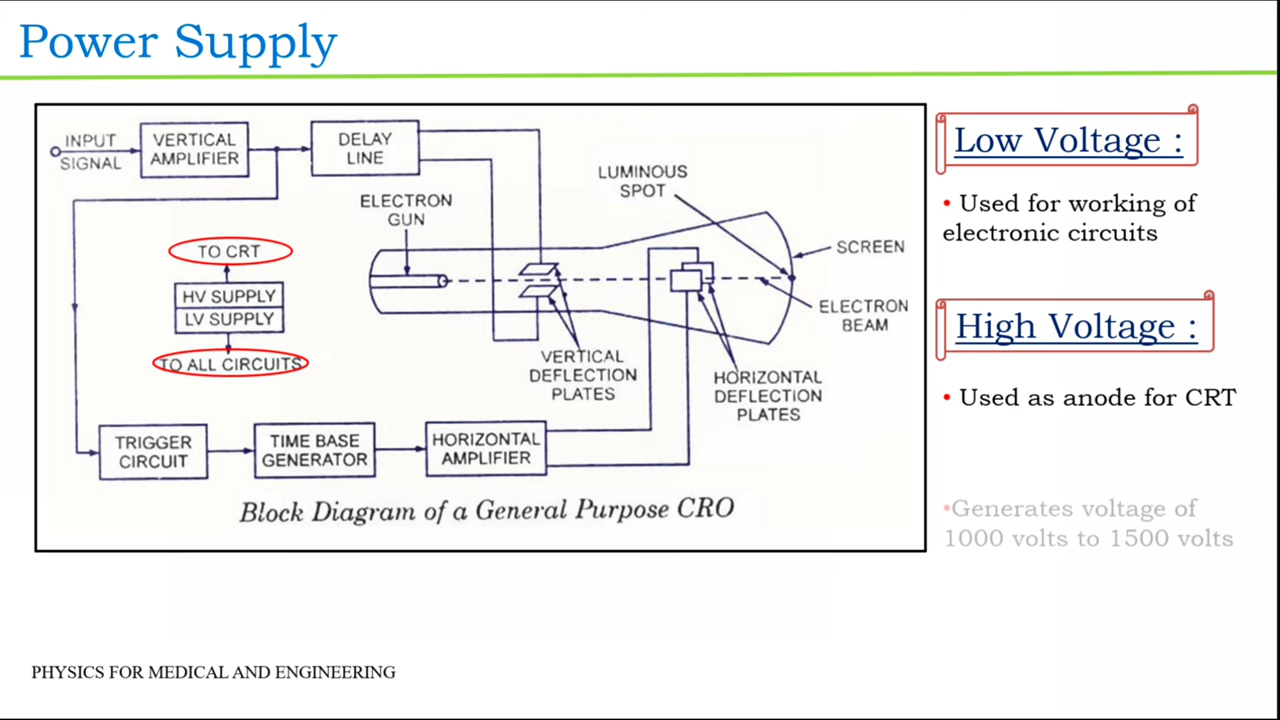 Power Supply
INPUT
SIGNAL
VERTICAL
AMPLIFIER
DELAY
LINE
LUMINOUS
SPOT
ELECTRON
GUN
TO CRT
HV SUPPLY
LV SUPPLY
TO ALL CIRCUITS
SCREEN
ELECTRON
BEAM
VERTICAL
DEFLECTION
PLATES
HORIZONTAL
DEFLECTION
PLATES
TRIGGER
CIRCUIT
TIME BASE
GENERATOR
HORIZONTAL
AMPLIFIER
Block Diagram of a General Purpose CRO
Low Voltage :
• Used for working of
electronic circuits
High Voltage :
• Used as anode for CRT
•Generates voltage of
1000 volts to 1500 volts
PHYSICS FOR MEDICAL AND ENGINEERING